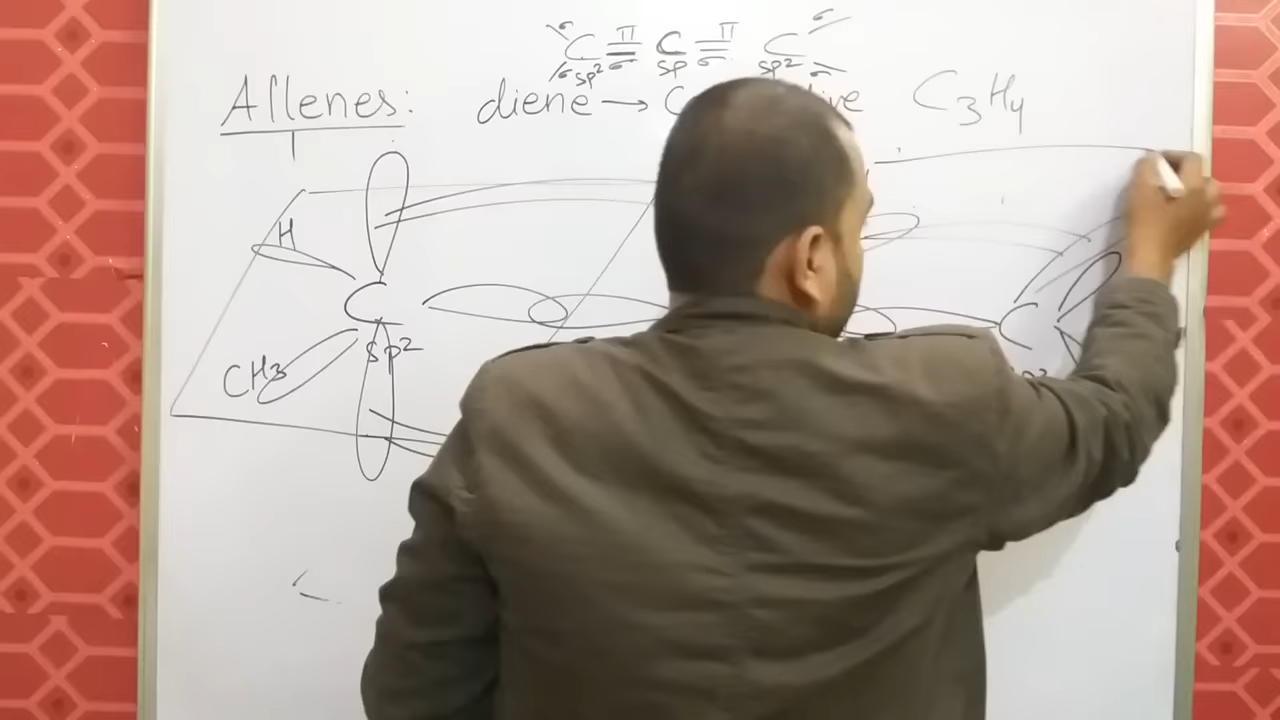 σ π π σ
C = C = C
σ sp² σ sp σ sp² σ
Allenes: diene → C C3H4
H
C C
sp²
CH3